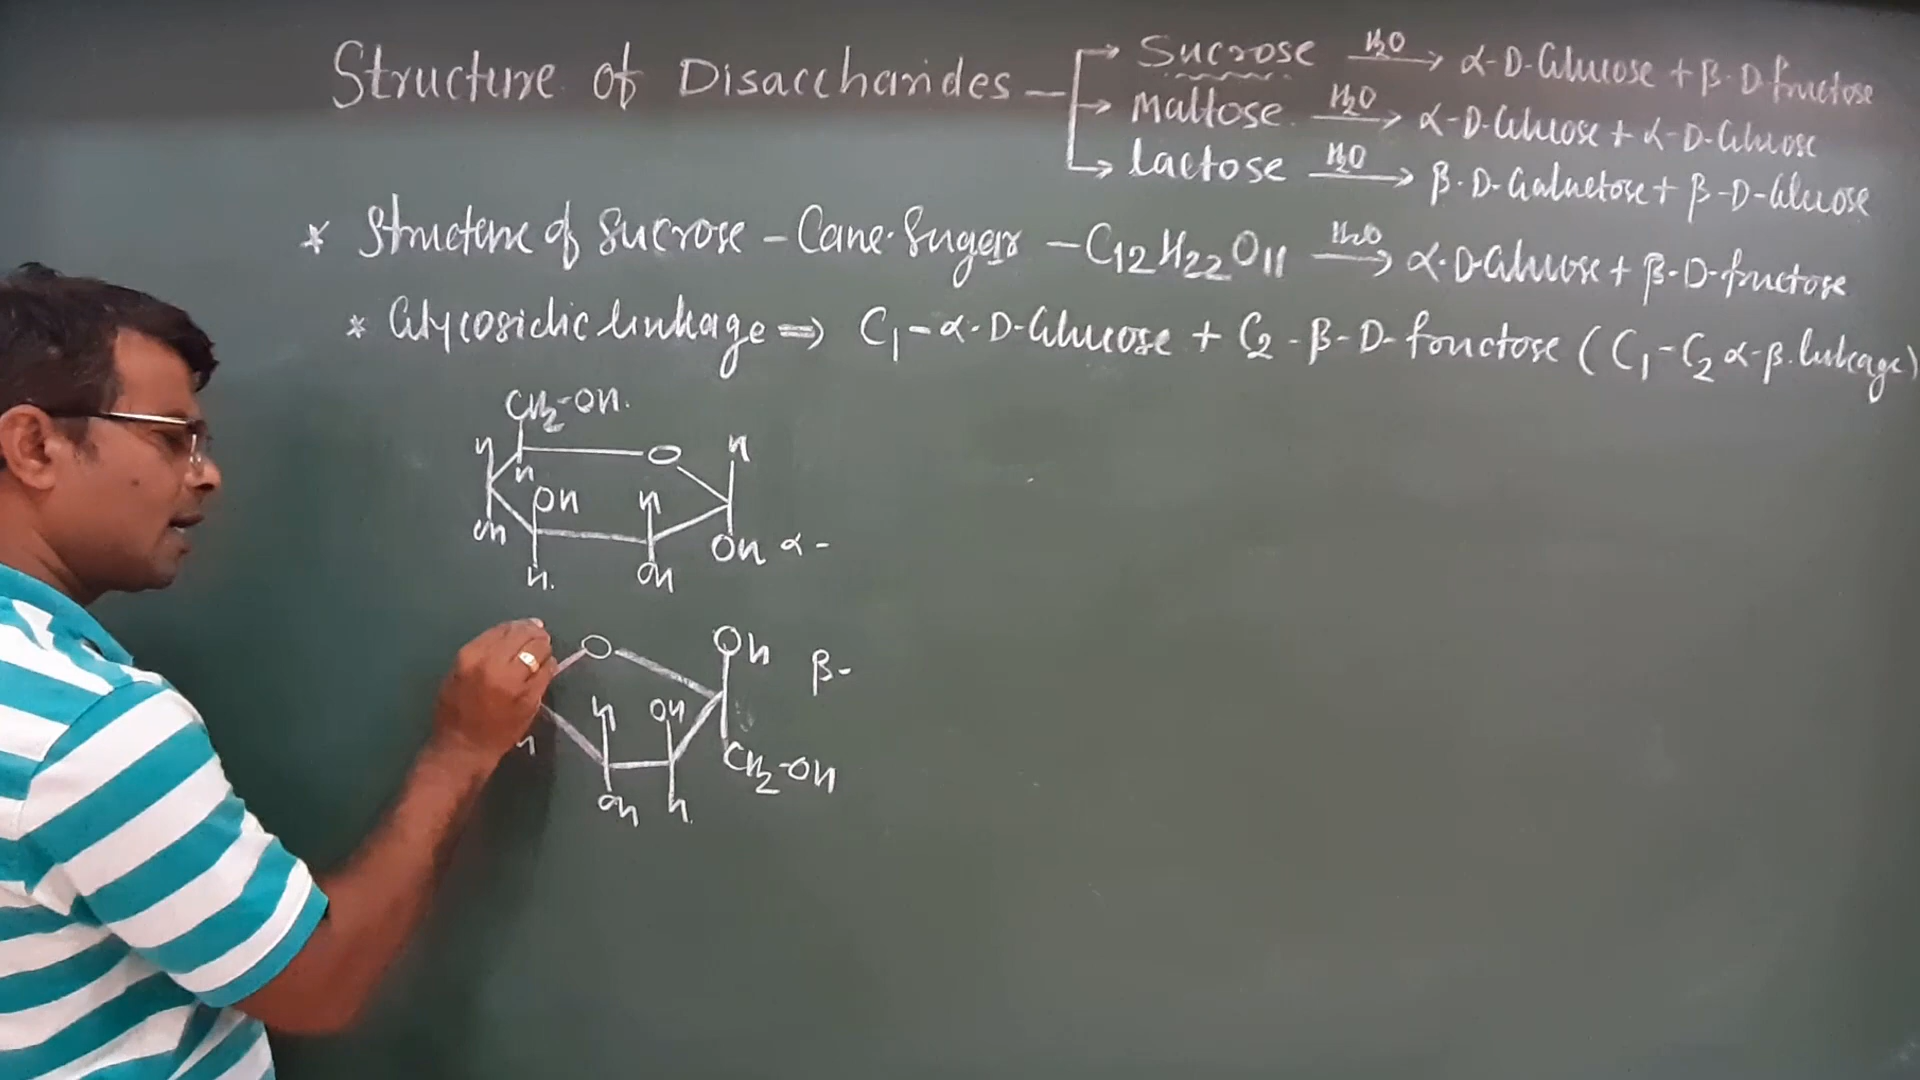 Structure of Disaccharides
Sucrose H2O → α-D-Glucose + β-D-fructose
Maltose H2O → α-D-Glucose + α-D-Glucose
Lactose H2O → β-D-Galactose + β-D-Glucose
* Structure of Sucrose - Cane-Sugar - C12H22O11 H2O → α-D-Glucose + β-D-fructose
* Glycosidic linkage ⇒ C1-α-D-Glucose + C2-β-D-fructose (C1-C2 α-β linkage)
CH2-OH
H O H
H
OH H
OH OH α-
H OH
O OH β-
H OH
H CH2-OH
OH H